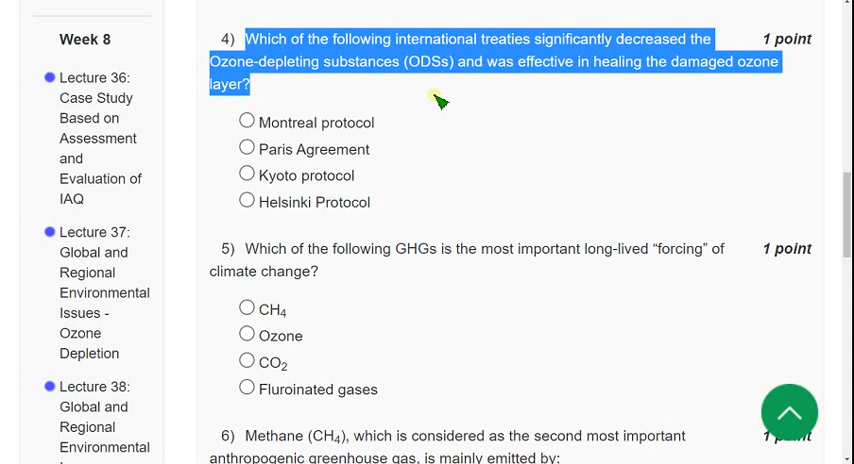 Week 8
Lecture 36:
Case Study
Based on
Assessment
and
Evaluation of
IAQ
Lecture 37:
Global and
Regional
Environmental
Issues -
Ozone
Depletion
Lecture 38:
Global and
Regional
Environmental
4) Which of the following international treaties significantly decreased the 1 point
Ozone-depleting substances (ODSs) and was effective in healing the damaged ozone
layer?
Montreal protocol
Paris Agreement
Kyoto protocol
Helsinki Protocol
5) Which of the following GHGs is the most important long-lived “forcing” of 1 point
climate change?
CH4
Ozone
CO2
Fluroinated gases
6) Methane (CH4), which is considered as the second most important
anthropogenic greenhouse gas, is mainly emitted by: